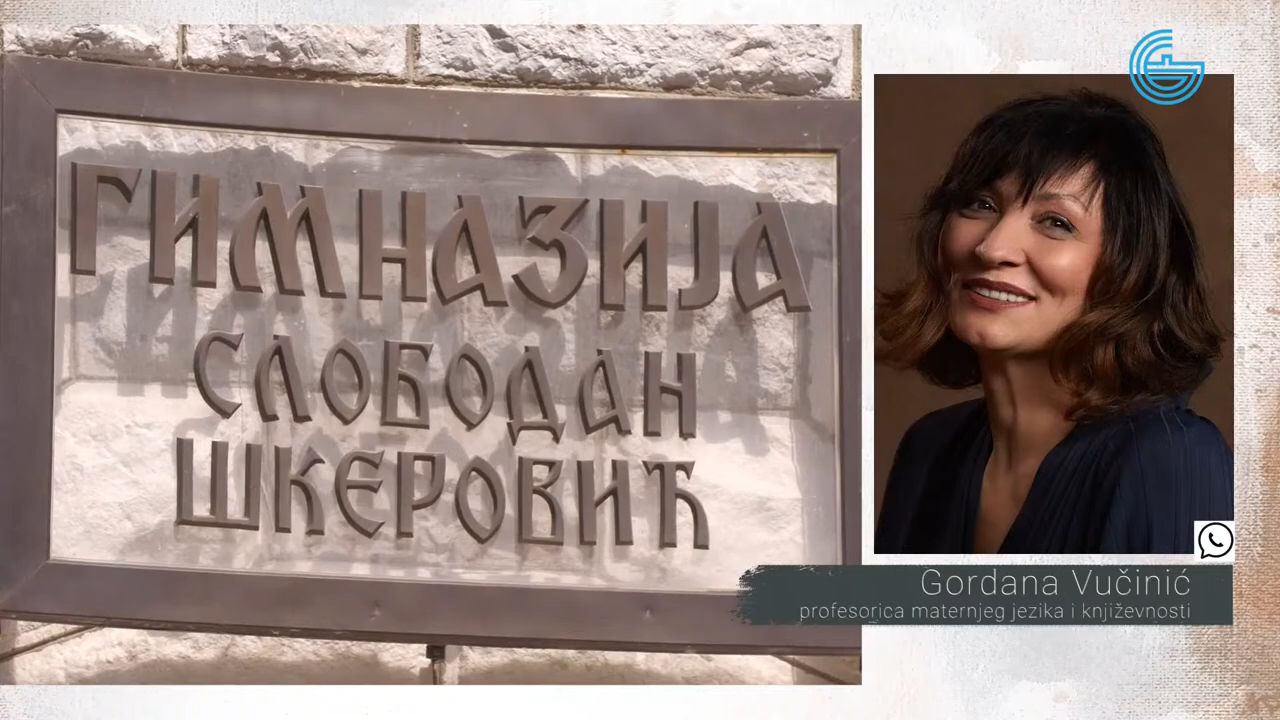 ГИМНАЗИЈА
СЛОБОДАН
ШКЕРОВИЋ
Gordana Vučinić
profesorica maternjeg jezika i književnosti